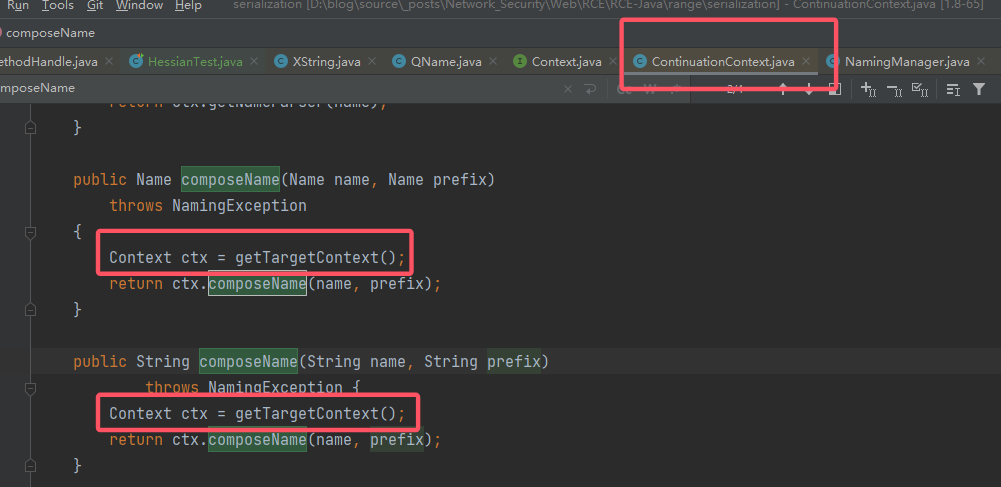 Run Tools Git Window Help serialization [D:\blog\source\_posts\Network_Security\Web\RCE\RCE-Java\range\serialization] - ContinuationContext.java [1.8-65]
composeName
ethodHandle.java HessianTest.java XString.java QName.java Context.java ContinuationContext.java NamingManager.java
mposeName Cc W 2/4
return ctx.getNameParser(name);
}
public Name composeName(Name name, Name prefix)
throws NamingException
{
Context ctx = getTargetContext();
return ctx.composeName(name, prefix);
}
public String composeName(String name, String prefix)
throws NamingException {
Context ctx = getTargetContext();
return ctx.composeName(name, prefix);
}